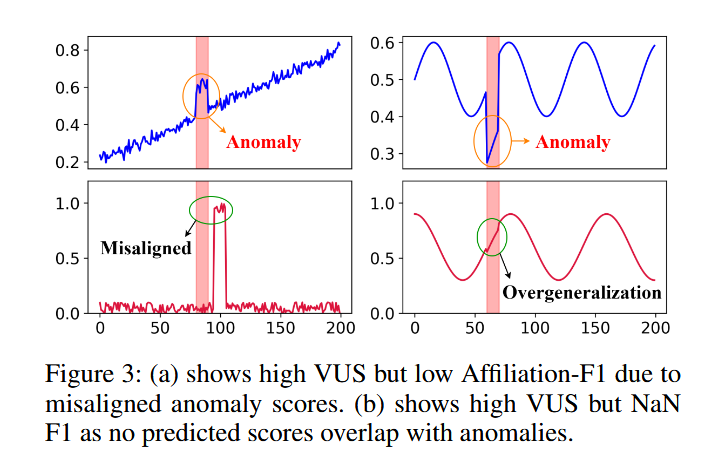 0.8
0.6
0.4
0.2
Anomaly
0.6
0.5
0.4
0.3
Anomaly
1.0
0.5
0.0
Misaligned
0 50 100 150 200
1.0
0.5
0.0
Overgeneralization
0 50 100 150 200
Figure 3: (a) shows high VUS but low Affiliation-F1 due to
misaligned anomaly scores. (b) shows high VUS but NaN
F1 as no predicted scores overlap with anomalies.